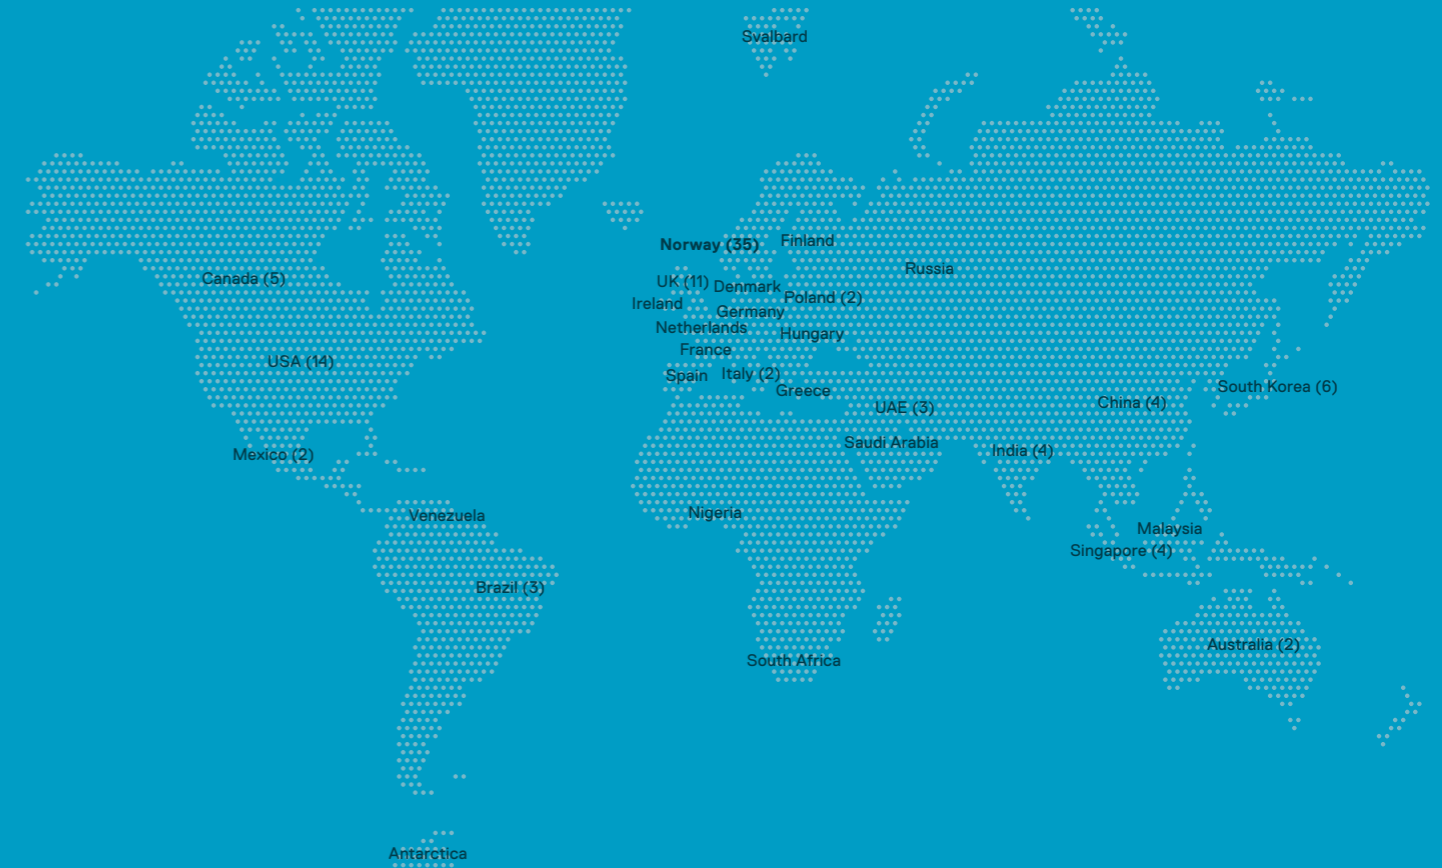 Svalbard
Norway (35)
Finland
Russia
Canada (5)
UK (11)
Denmark
Poland (2)
Ireland
Germany
Netherlands
Hungary
France
USA (14)
Spain
Italy (2)
Greece
South Korea (6)
UAE (3)
China (4)
Saudi Arabia
India (4)
Mexico (2)
Venezuela
Nigeria
Malaysia
Singapore (4)
Brazil (3)
Australia (2)
South Africa
Antarctica